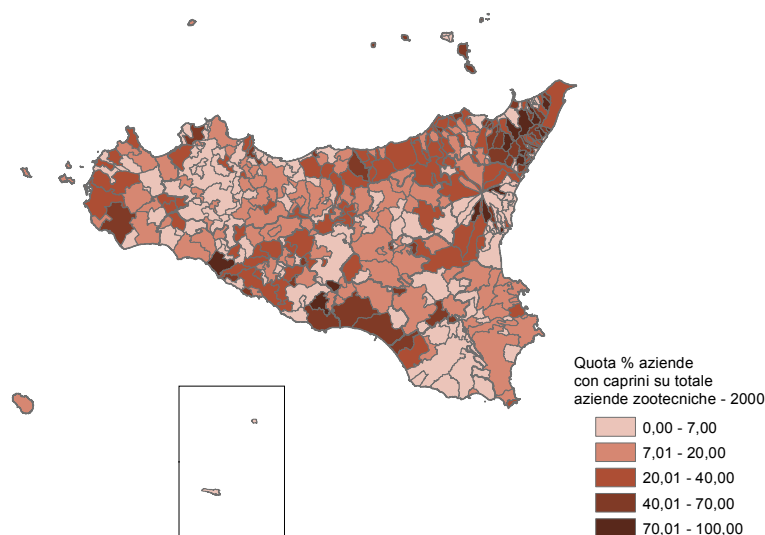 Quota % aziende
con caprini su totale
aziende zootecniche - 2000
0,00 - 7,00
7,01 - 20,00
20,01 - 40,00
40,01 - 70,00
70,01 - 100,00